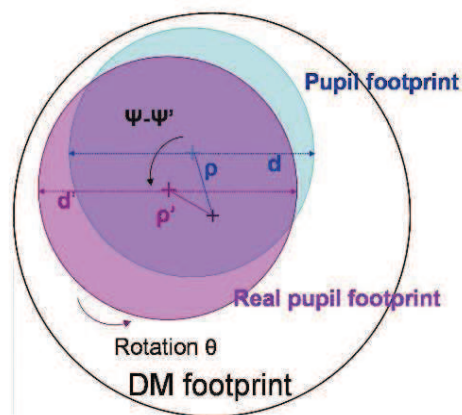 Pupil footprint
Ψ-Ψ'
ρ
d
d'
ρ'
Real pupil footprint
Rotation θ
DM footprint